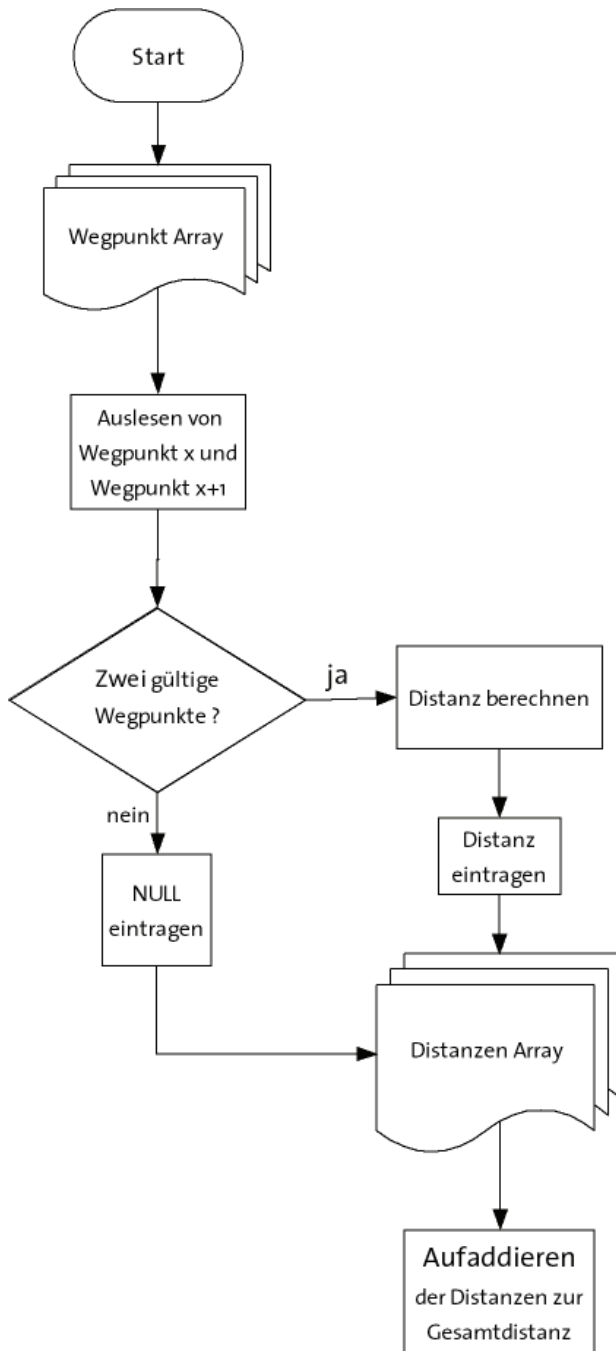 Start
Wegpunkt Array
Auslesen von
Wegpunkt x und
Wegpunkt x+1
Zwei gültige
Wegpunkte ?
ja
Distanz berechnen
nein
Distanz
eintragen
NULL
eintragen
Distanzen Array
Aufaddieren
der Distanzen zur
Gesamtdistanz